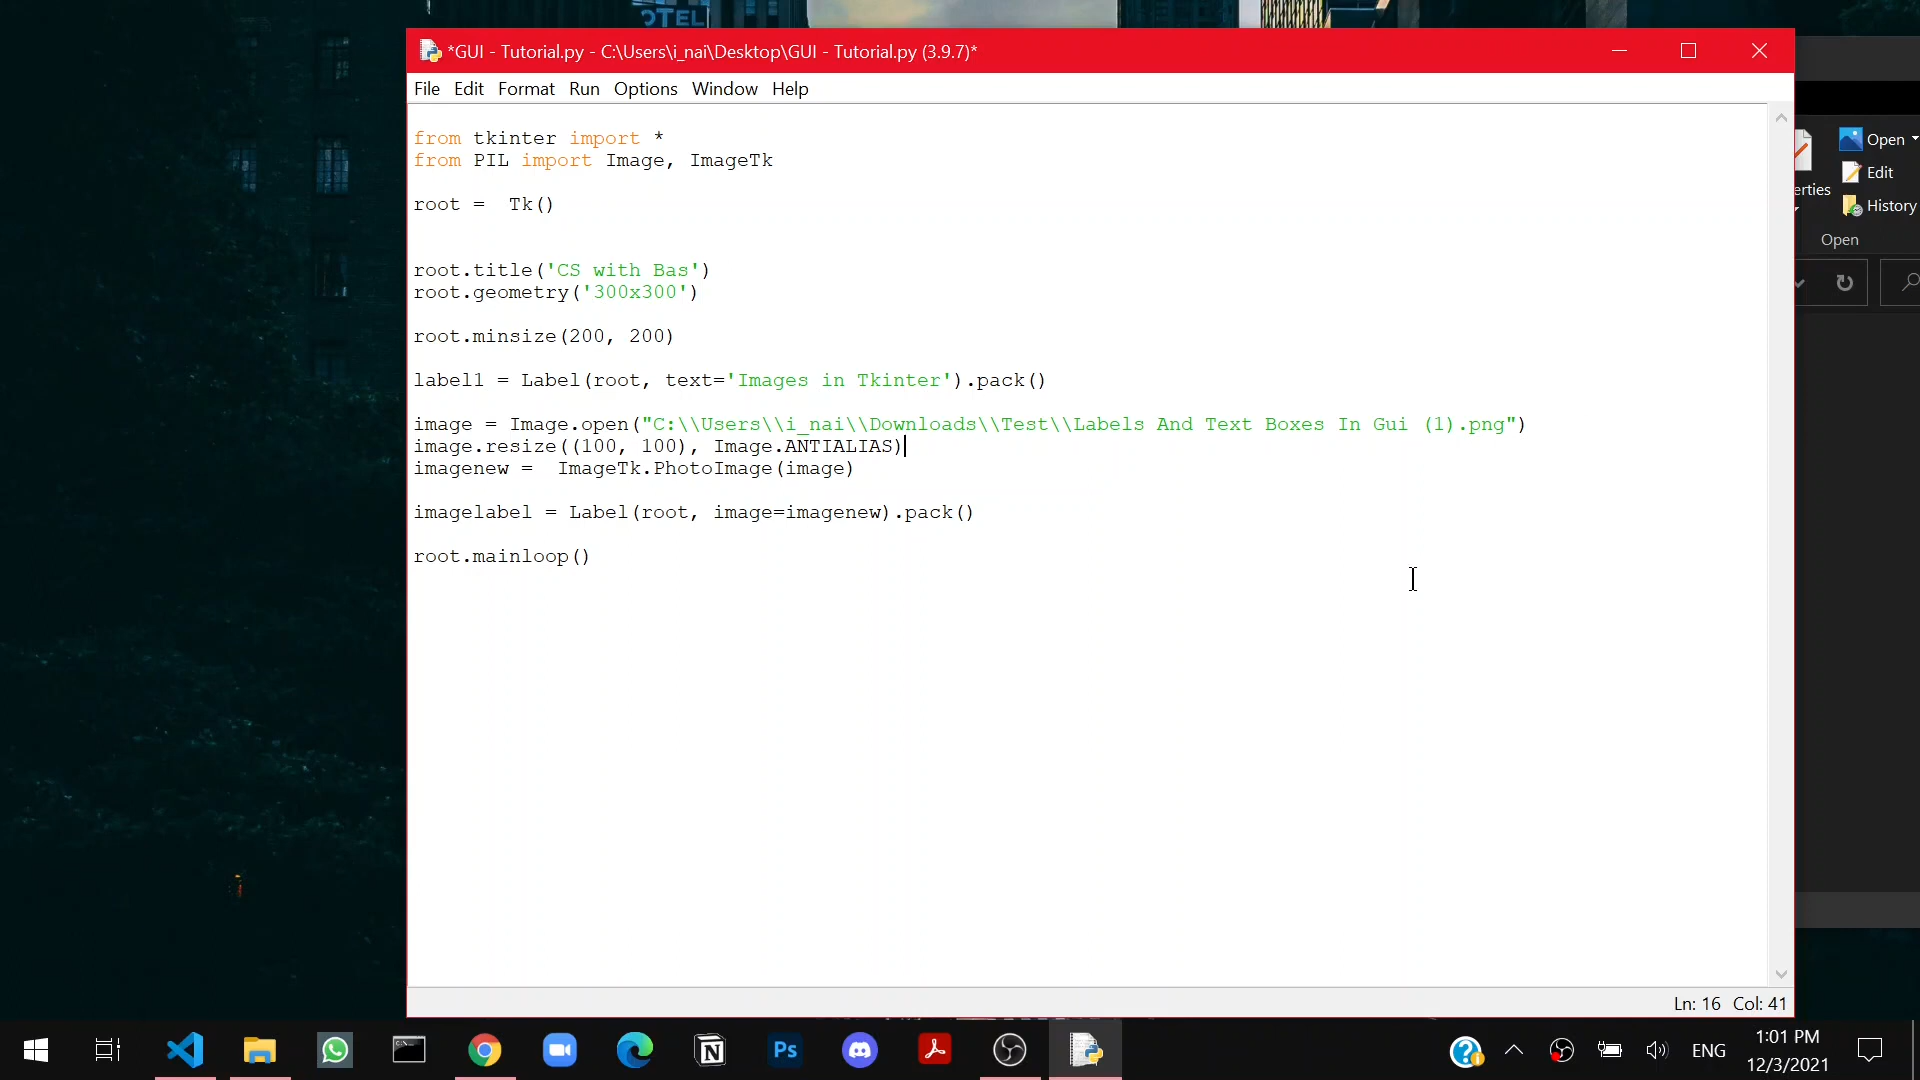 OTEL
*GUI - Tutorial.py - C:\Users\i_nai\Desktop\GUI - Tutorial.py (3.9.7)*
File Edit Format Run Options Window Help
from tkinter import *
from PIL import Image, ImageTk
root =  Tk()
root.title('CS with Bas')
root.geometry('300x300')
root.minsize(200, 200)
label1 = Label(root, text='Images in Tkinter').pack()
image = Image.open("C:\\Users\\i_nai\\Downloads\\Test\\Labels And Text Boxes In Gui (1).png")
image.resize((100, 100), Image.ANTIALIAS)
imagenew =  ImageTk.PhotoImage(image)
imagelabel = Label(root, image=imagenew).pack()
root.mainloop()
Ln: 16 Col: 41
Open
Edit
erties
History
Open
Ps
ENG
1:01 PM
12/3/2021